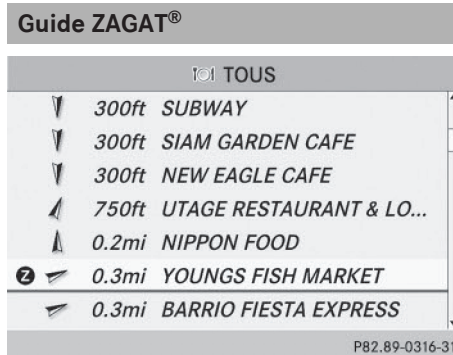 Guide ZAGAT®
TOUS
300ft SUBWAY
300ft SIAM GARDEN CAFE
300ft NEW EAGLE CAFE
750ft UTAGE RESTAURANT & LO...
0.2mi NIPPON FOOD
Z 0.3mi YOUNGS FISH MARKET
0.3mi BARRIO FIESTA EXPRESS
P82.89-0316-31